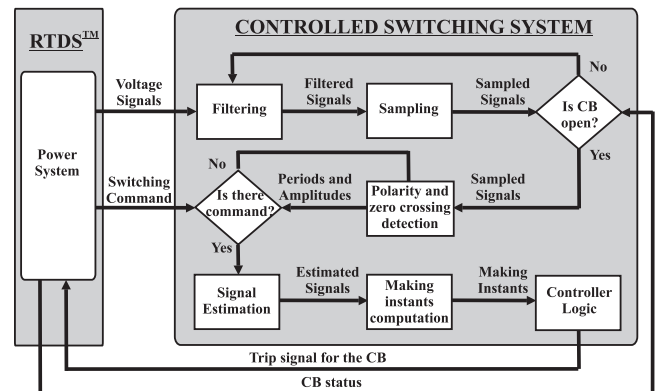 CONTROLLED SWITCHING SYSTEM
RTDS™
Voltage
Signals
Filtering
Filtered
Signals
Sampling
Sampled
Signals
No
Is CB
open?
Yes
Power
System
Switching
Command
No
Is there
command?
Yes
Periods and
Amplitudes
Polarity and
zero crossing
detection
Sampled
Signals
Signal
Estimation
Estimated
Signals
Making
instants
computation
Making
Instants
Controller
Logic
Trip signal for the CB
CB status